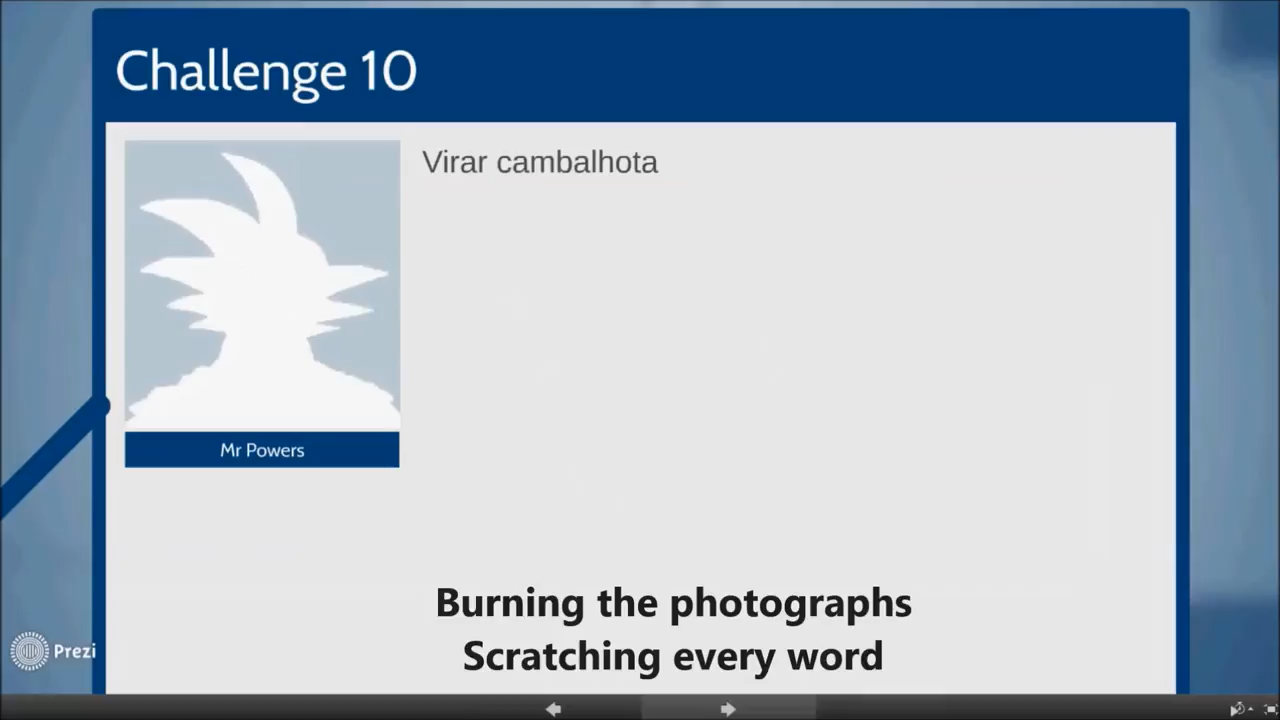 Challenge 10
Virar cambalhota
Mr Powers
Burning the photographs
Scratching every word
Prezi